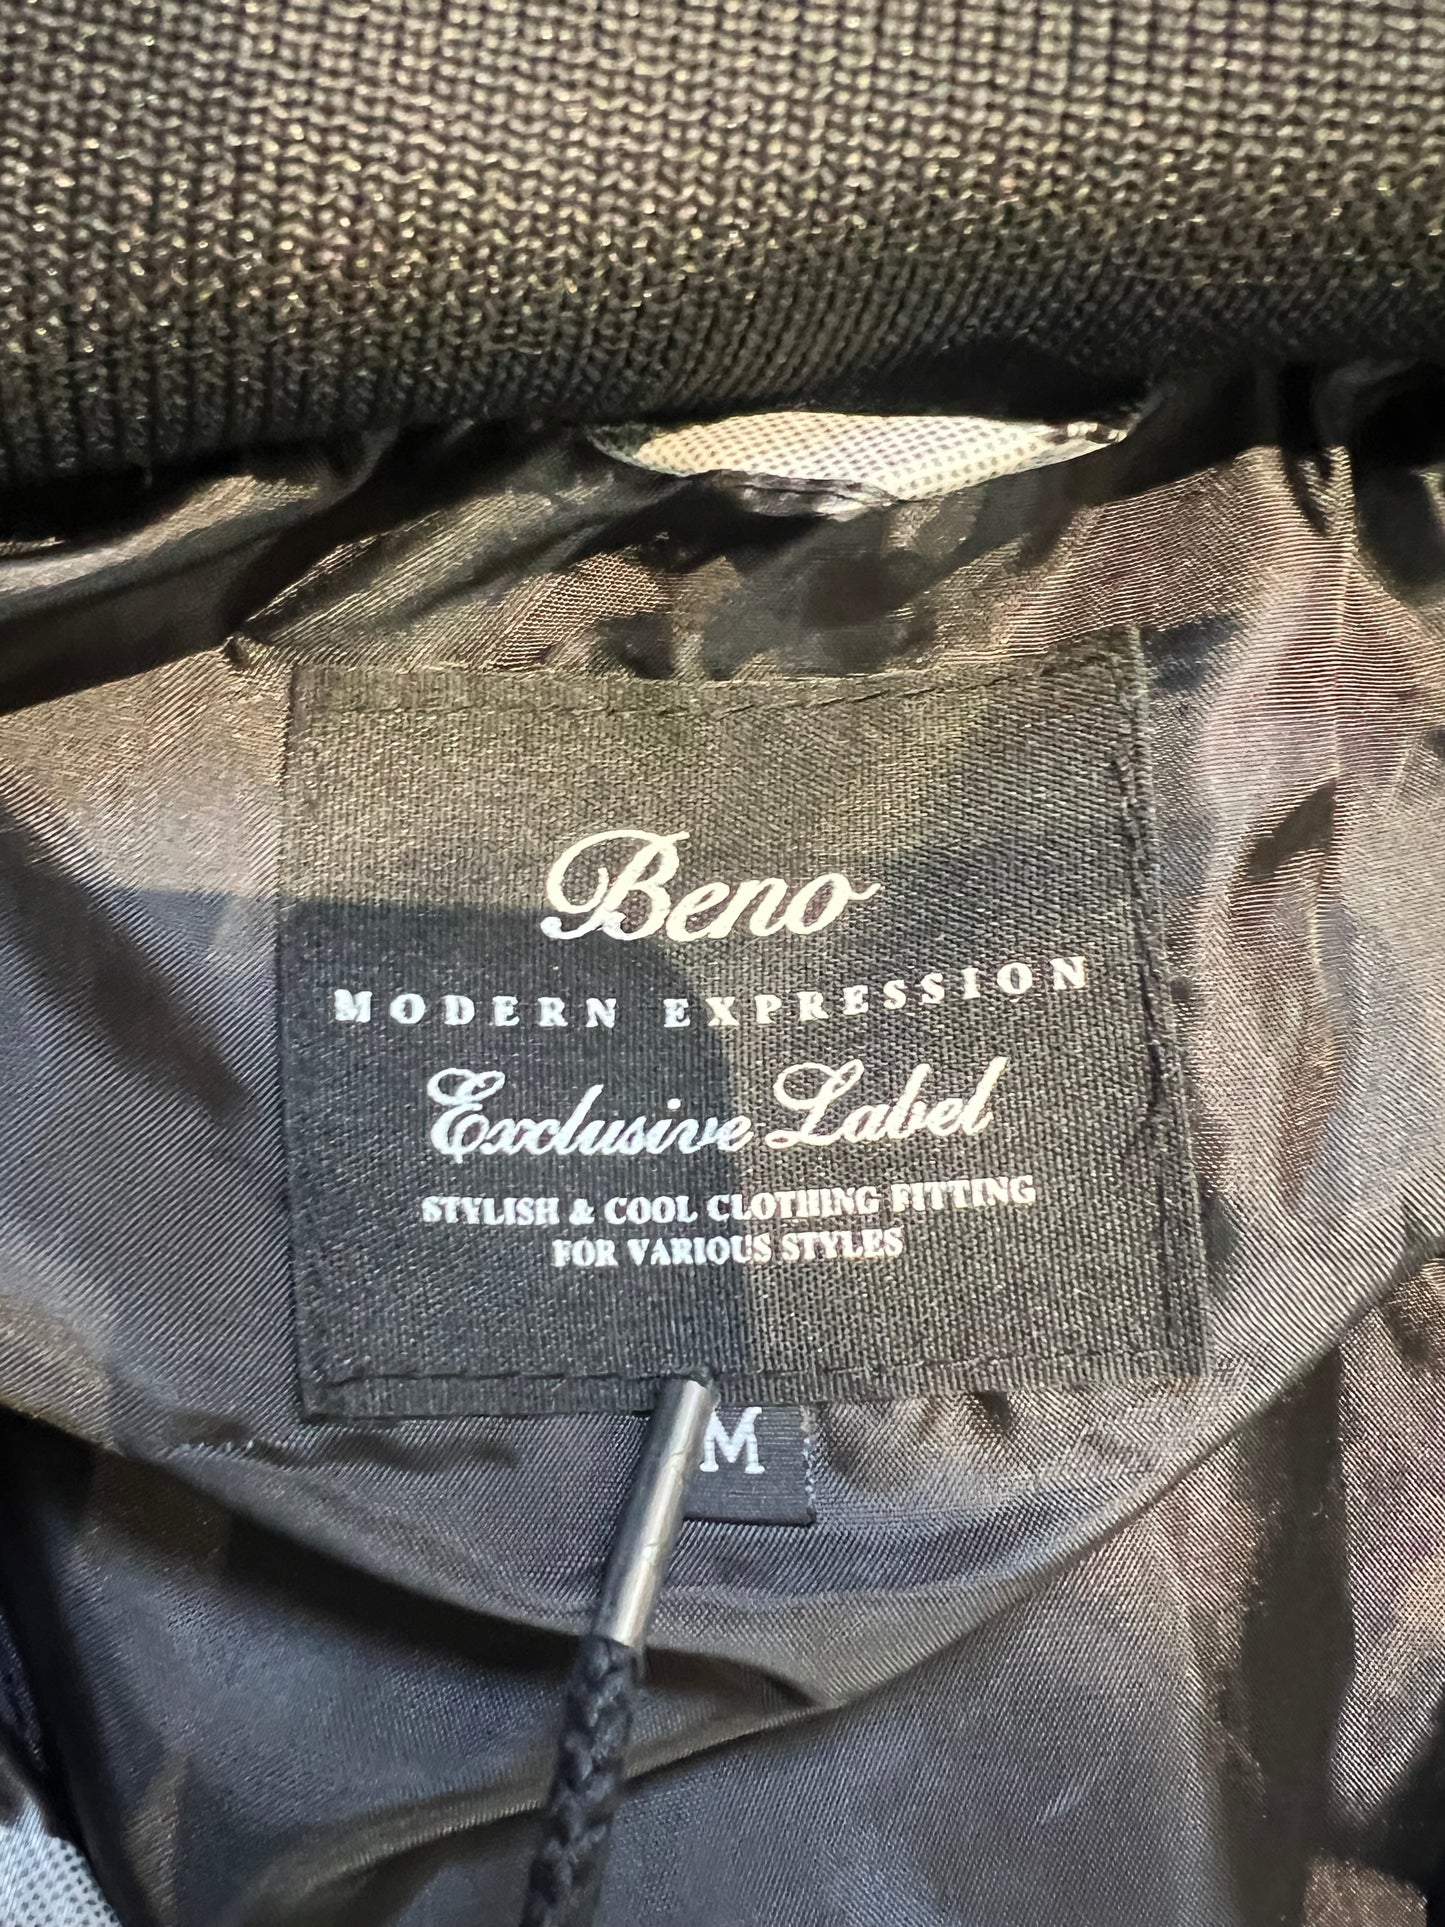 Beno
MODERN EXPRESSION
Exclusive Label
STYLISH & COOL CLOTHING FITTING
FOR VARIOUS STYLES
M